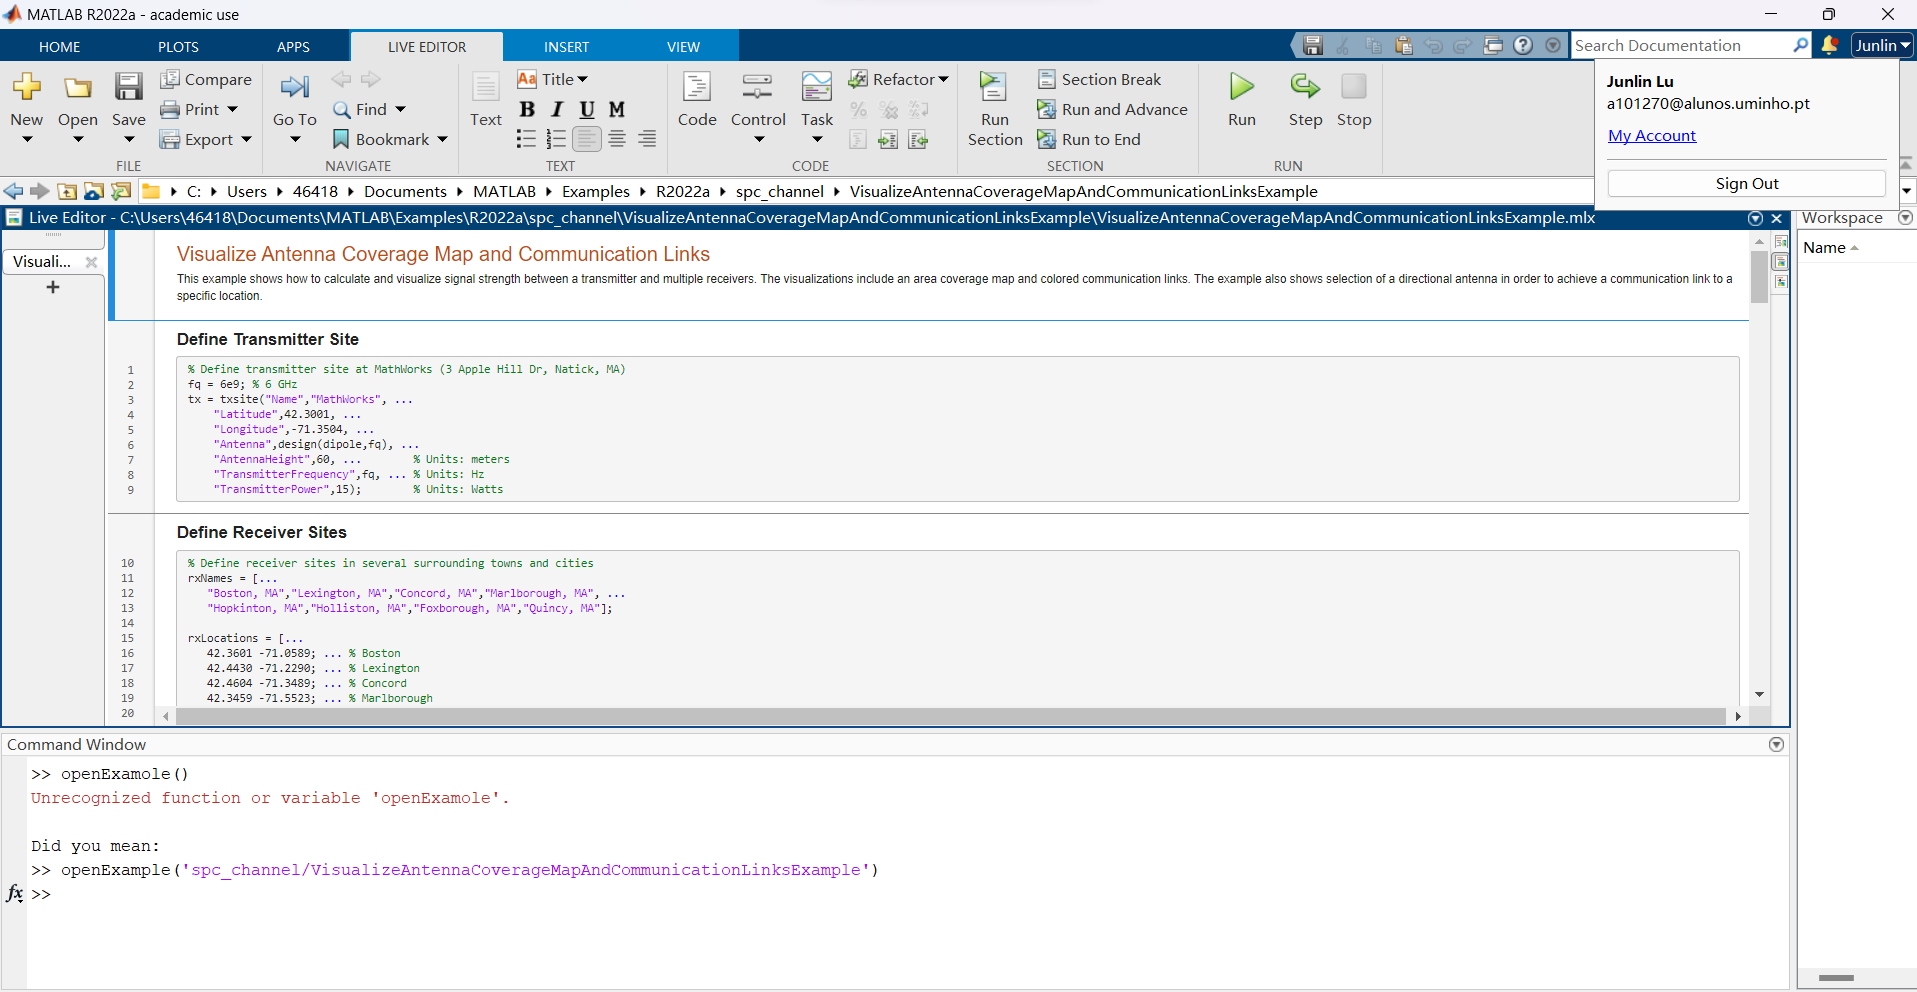 MATLAB R2022a - academic use
HOME PLOTS APPS LIVE EDITOR INSERT VIEW
Search Documentation
Junlin
New Open Save
Compare
Print
Export
FILE
Go To
Find
Bookmark
NAVIGATE
Text
Aa Title
B I U M
TEXT
Code Control Task
Refactor
CODE
Run Section
Section Break
Run and Advance
Run to End
SECTION
Run Step Stop
RUN
Junlin Lu
a101270@alunos.uminho.pt
My Account
Sign Out
C: Users 46418 Documents MATLAB Examples R2022a spc_channel VisualizeAntennaCoverageMapAndCommunicationLinksExample
Live Editor - C:\Users\46418\Documents\MATLAB\Examples\R2022a\spc_channel\VisualizeAntennaCoverageMapAndCommunicationLinksExample\VisualizeAntennaCoverageMapAndCommunicationLinksExample.mlx
Visuali...
Workspace
Name
Visualize Antenna Coverage Map and Communication Links
This example shows how to calculate and visualize signal strength between a transmitter and multiple receivers. The visualizations include an area coverage map and colored communication links. The example also shows selection of a directional antenna in order to achieve a communication link to a
specific location.
Define Transmitter Site
1 % Define transmitter site at MathWorks (3 Apple Hill Dr, Natick, MA)
2 fq = 6e9; % 6 GHz
3 tx = txsite("Name","MathWorks", ...
4 "Latitude",42.3001, ...
5 "Longitude",-71.3504, ...
6 "Antenna",design(dipole,fq), ...
7 "AntennaHeight",60, ... % Units: meters
8 "TransmitterFrequency",fq, ... % Units: Hz
9 "TransmitterPower",15); % Units: Watts
Define Receiver Sites
10 % Define receiver sites in several surrounding towns and cities
11 rxNames = [...
12 "Boston, MA","Lexington, MA","Concord, MA","Marlborough, MA", ...
13 "Hopkinton, MA","Holliston, MA","Foxborough, MA","Quincy, MA"];
14
15 rxLocations = [...
16 42.3601 -71.0589; ... % Boston
17 42.4430 -71.2290; ... % Lexington
18 42.4604 -71.3489; ... % Concord
19 42.3459 -71.5523; ... % Marlborough
20
Command Window
>> openExamole()
Unrecognized function or variable 'openExamole'.
Did you mean:
>> openExample('spc_channel/VisualizeAntennaCoverageMapAndCommunicationLinksExample')
fx >>